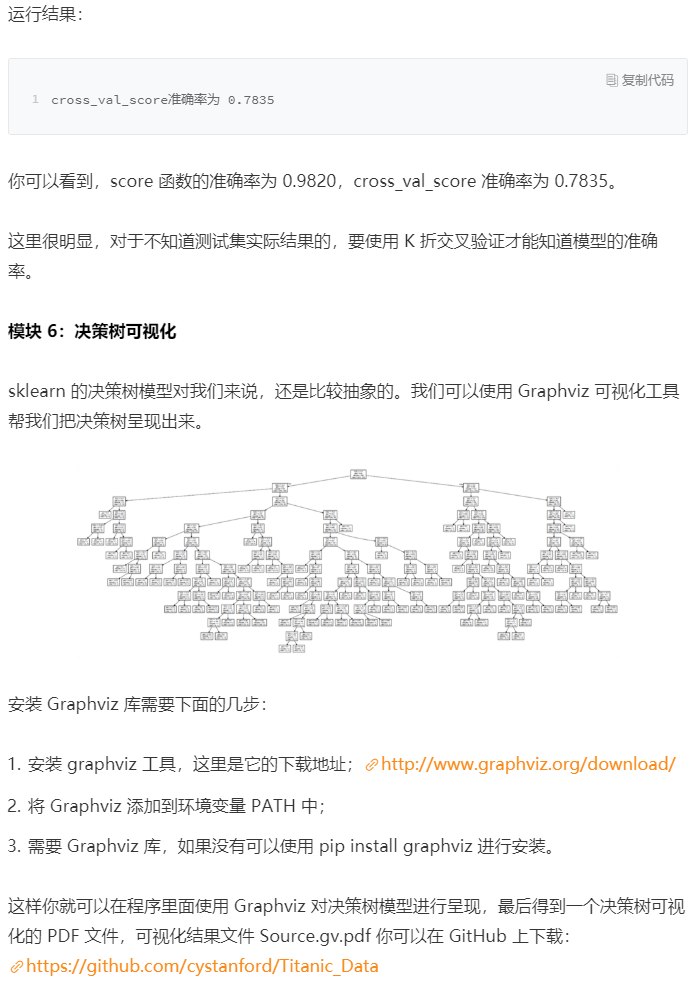 运行结果：
复制代码
1 cross_val_score准确率为 0.7835
你可以看到，score 函数的准确率为 0.9820，cross_val_score 准确率为 0.7835。
这里很明显，对于不知道测试集实际结果的，要使用 K 折交叉验证才能知道模型的准确
率。
模块 6：决策树可视化
sklearn 的决策树模型对我们来说，还是比较抽象的。我们可以使用 Graphviz 可视化工具
帮我们把决策树呈现出来。
安装 Graphviz 库需要下面的几步：
1. 安装 graphviz 工具，这里是它的下载地址；http://www.graphviz.org/download/
2. 将 Graphviz 添加到环境变量 PATH 中；
3. 需要 Graphviz 库，如果没有可以使用 pip install graphviz 进行安装。
这样你就可以在程序里面使用 Graphviz 对决策树模型进行呈现，最后得到一个决策树可视
化的 PDF 文件，可视化结果文件 Source.gv.pdf 你可以在 GitHub 上下载：
https://github.com/cystanford/Titanic_Data